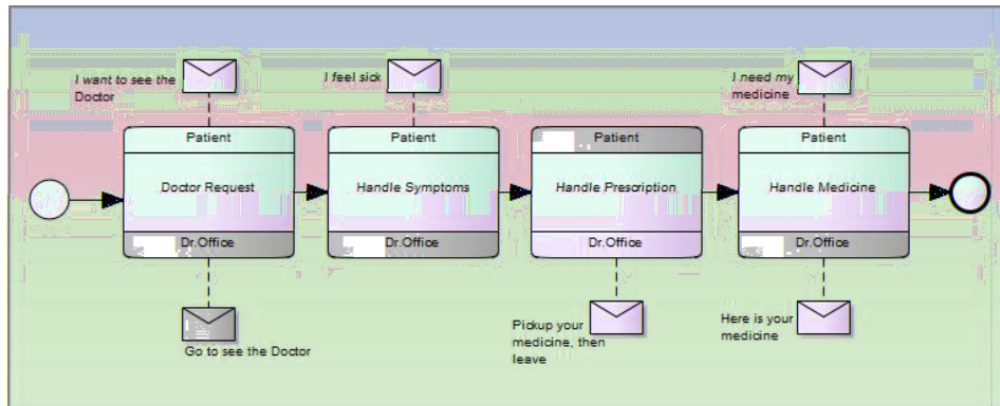 I want to see the
Doctor
I feel sick
I need my
medicine
Patient
Patient
Patient
Patient
Doctor Request
Handle Symptoms
Handle Prescription
Handle Medicine
Dr.Office
Dr.Office
Dr.Office
Dr.Office
Go to see the Doctor
Pickup your
medicine, then
leave
Here is your
medicine